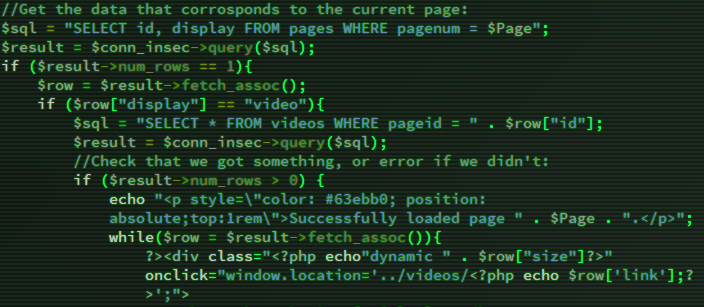 //Get the data that corrosponds to the current page:
$sql = "SELECT id, display FROM pages WHERE pagenum = $Page";
$result = $conn_insec->query($sql);
if ($result->num_rows == 1){
$row = $result->fetch_assoc();
if ($row["display"] == "video"){
$sql = "SELECT * FROM videos WHERE pageid = " . $row["id"];
$result = $conn_insec->query($sql);
//Check that we got something, or error if we didn't:
if ($result->num_rows > 0) {
echo "<p style=\"color: #63ebb0; position:
absolute;top:1rem\">Successfully loaded page " . $Page . ".</p>";
while($row = $result->fetch_assoc()){
?><div class="<?php echo"dynamic " . $row["size"]?>"
onclick="window.location='../videos/<?php echo $row['link'];?
>';">